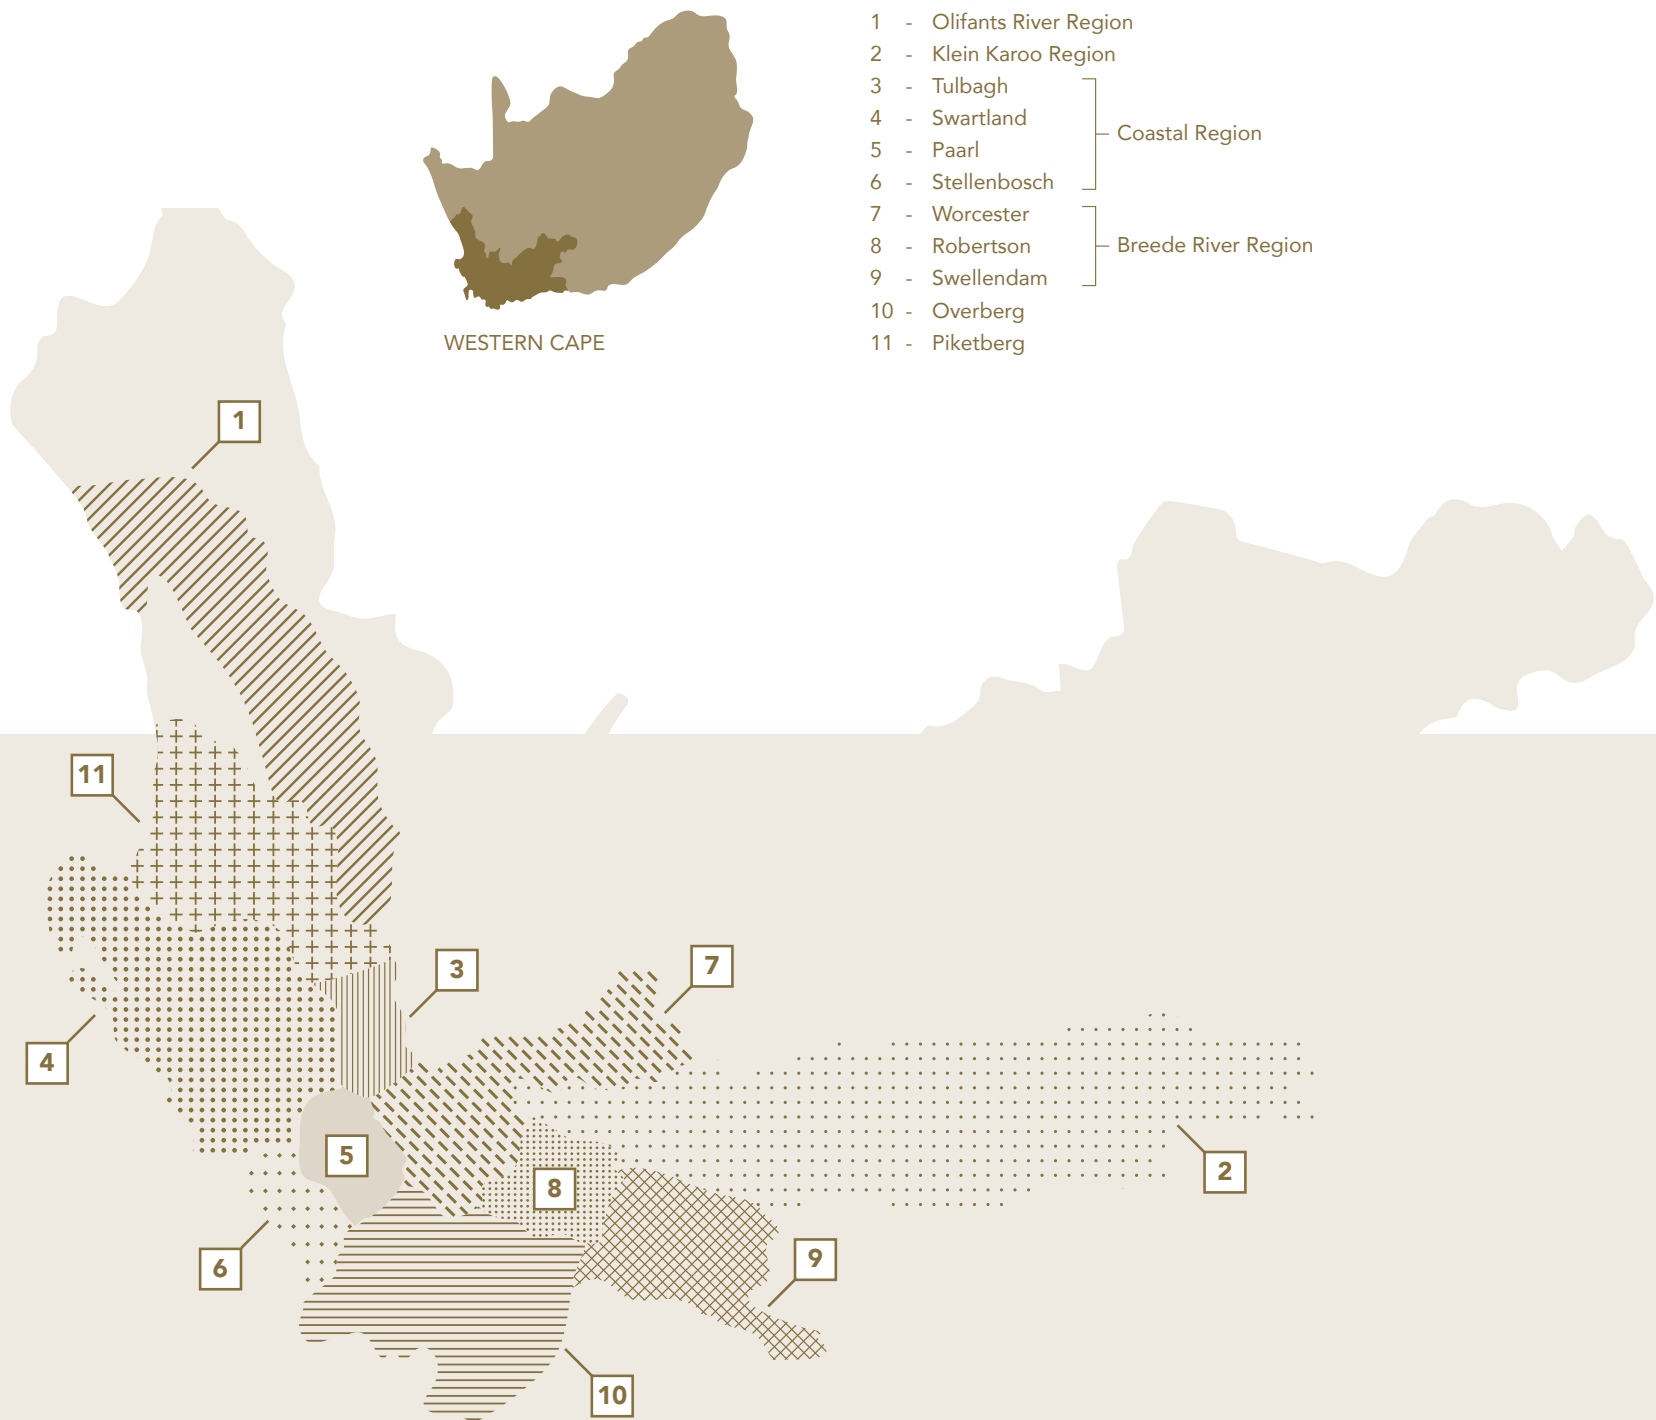 1 - Olifants River Region
2 - Klein Karoo Region
3 - Tulbagh
4 - Swartland
Coastal Region
5 - Paarl
6 - Stellenbosch
7 - Worcester
8 - Robertson
Breede River Region
9 - Swellendam
10 - Overberg
11 - Piketberg
WESTERN CAPE
1
11
3
7
4
5
2
8
6
9
10